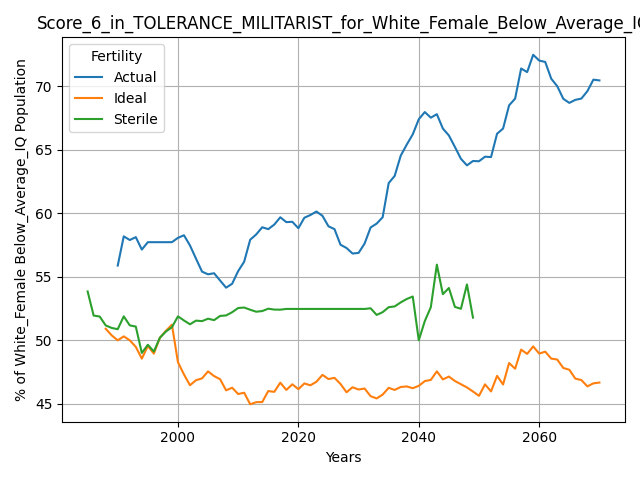 Score_6_in_TOLERANCE_MILITARIST_for_White_Female_Below_Average_IQ
Fertility
Actual
Ideal
Sterile
% of White_Female Below_Average_IQ Population
70
65
60
55
50
45
2000
2020
2040
2060
Years